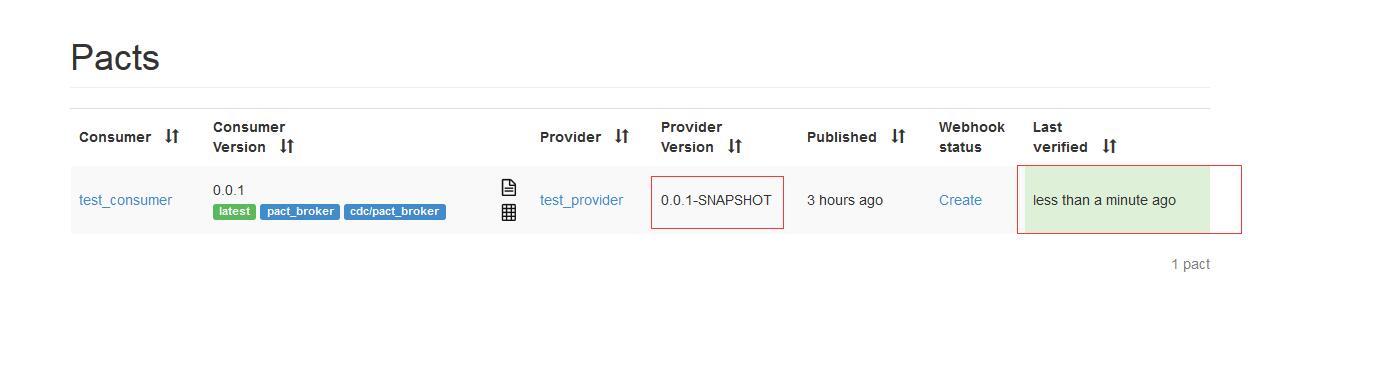 Pacts
Consumer
Consumer Version
Provider
Provider Version
Published
Webhook status
Last verified
test_consumer
0.0.1
latest pact_broker cdc/pact_broker
test_provider
0.0.1-SNAPSHOT
3 hours ago
Create
less than a minute ago
1 pact